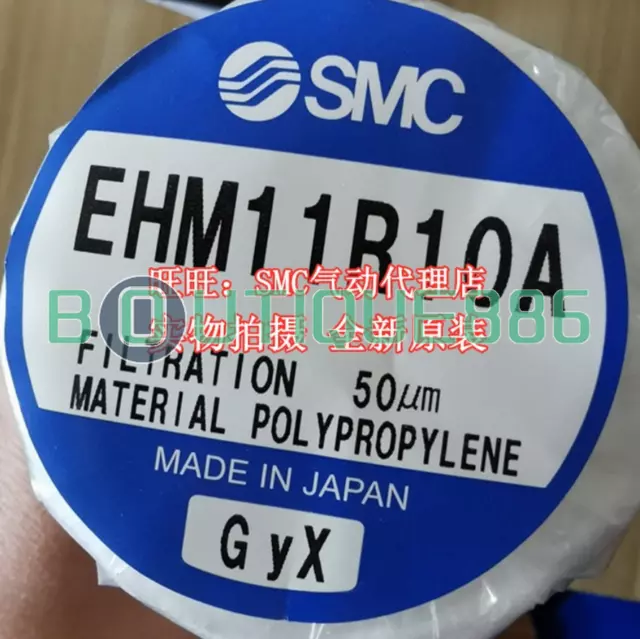 SMC
EHM11R10A
旺旺：SMC气动代理店
BOUTIQUE886
实物拍摄 全新原装
FILTRATION 50μm
MATERIAL POLYPROPYLENE
MADE IN JAPAN
GyX